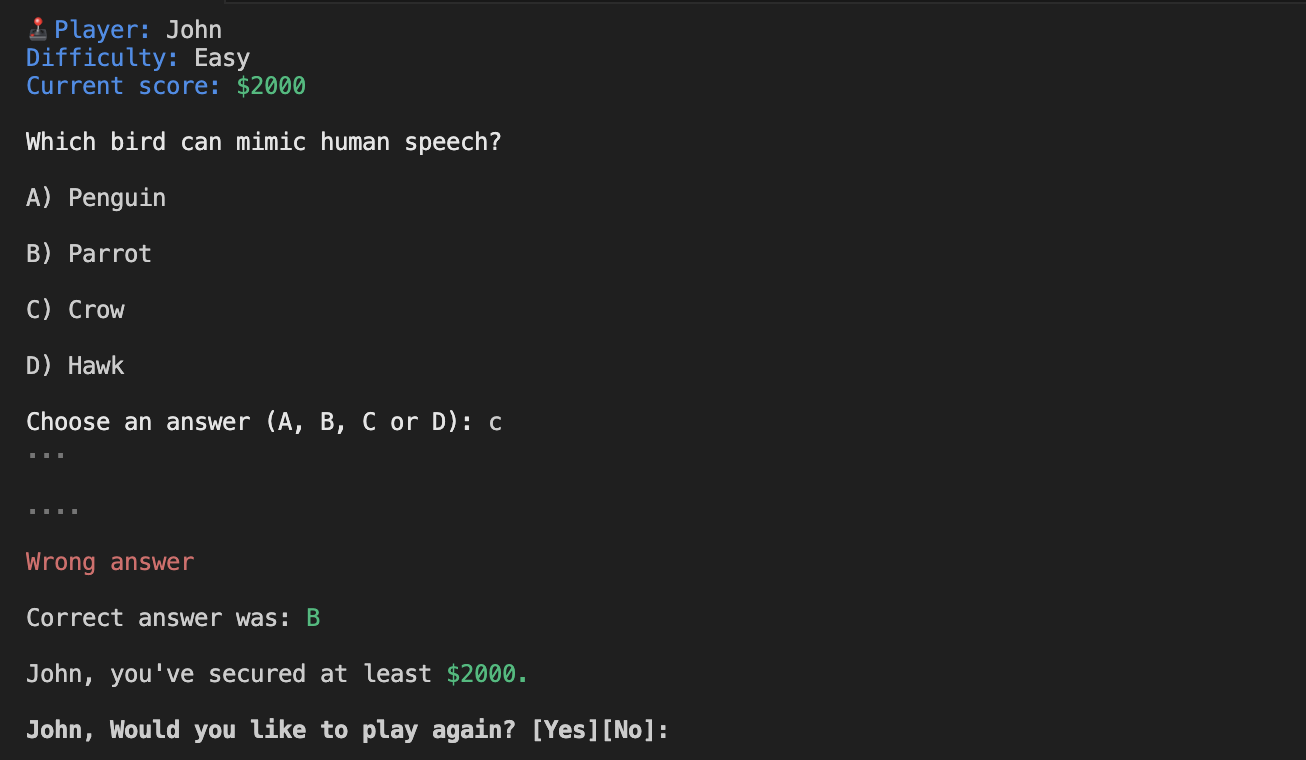 🕹️Player: John
Difficulty: Easy
Current score: $2000
Which bird can mimic human speech?
A) Penguin
B) Parrot
C) Crow
D) Hawk
Choose an answer (A, B, C or D): c
...
....
Wrong answer
Correct answer was: B
John, you've secured at least $2000.
John, Would you like to play again? [Yes][No]: